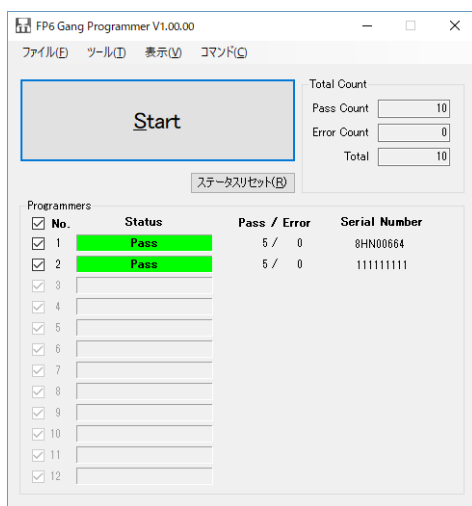 FP6 Gang Programmer V1.00.00
ファイル(F) ツール(T) 表示(V) コマンド(C)
Start
Total Count
Pass Count 10
Error Count 0
Total 10
ステータスリセット(R)
Programmers
No. Status Pass / Error Serial Number
1 Pass 5 / 0 8HN00664
2 Pass 5 / 0 111111111
3
4
5
6
7
8
9
10
11
12